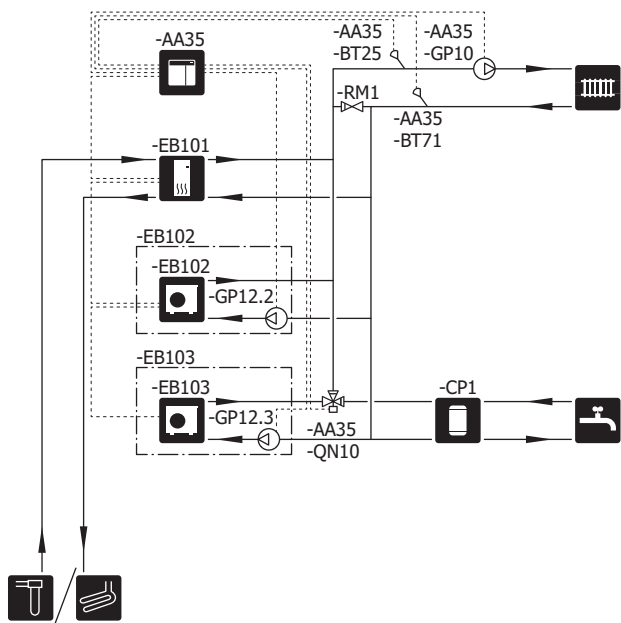 -AA35
-AA35
-BT25
-AA35
-GP10
-RM1
-AA35
-BT71
-EB101
-EB102
-EB102
-GP12.2
-EB103
-EB103
-GP12.3
-AA35
-QN10
-CP1